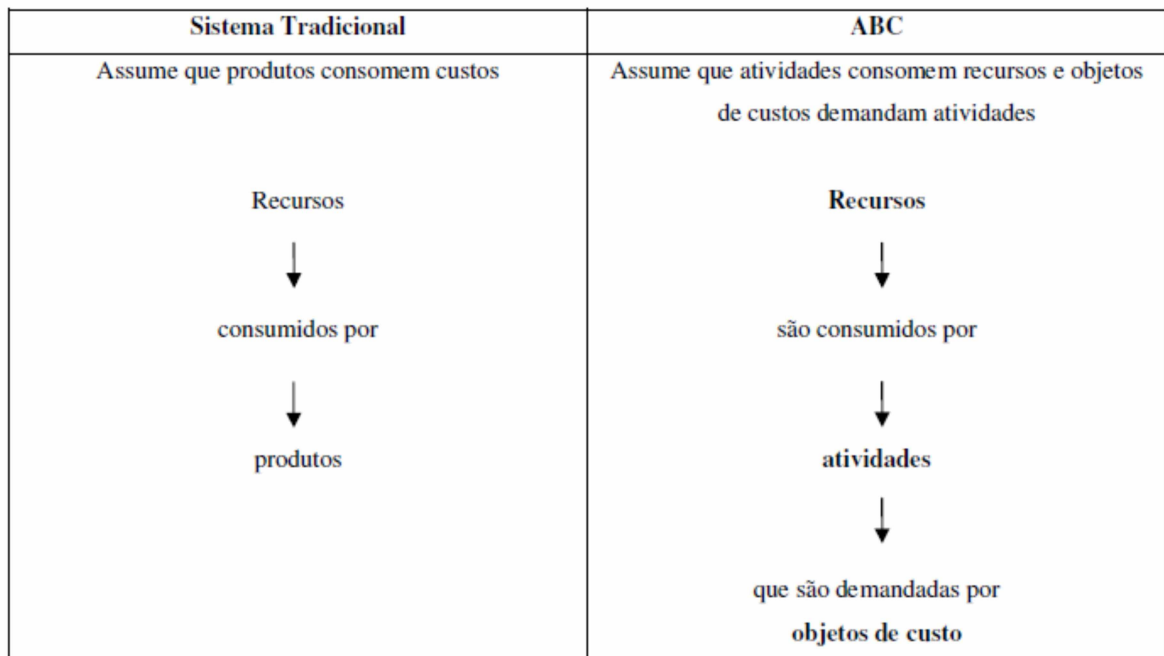 Sistema Tradicional
ABC
Assume que produtos consomem custos
Assume que atividades consomem recursos e objetos
de custos demandam atividades
Recursos
consumidos por
produtos
Recursos
são consumidos por
atividades
que são demandadas por
objetos de custo